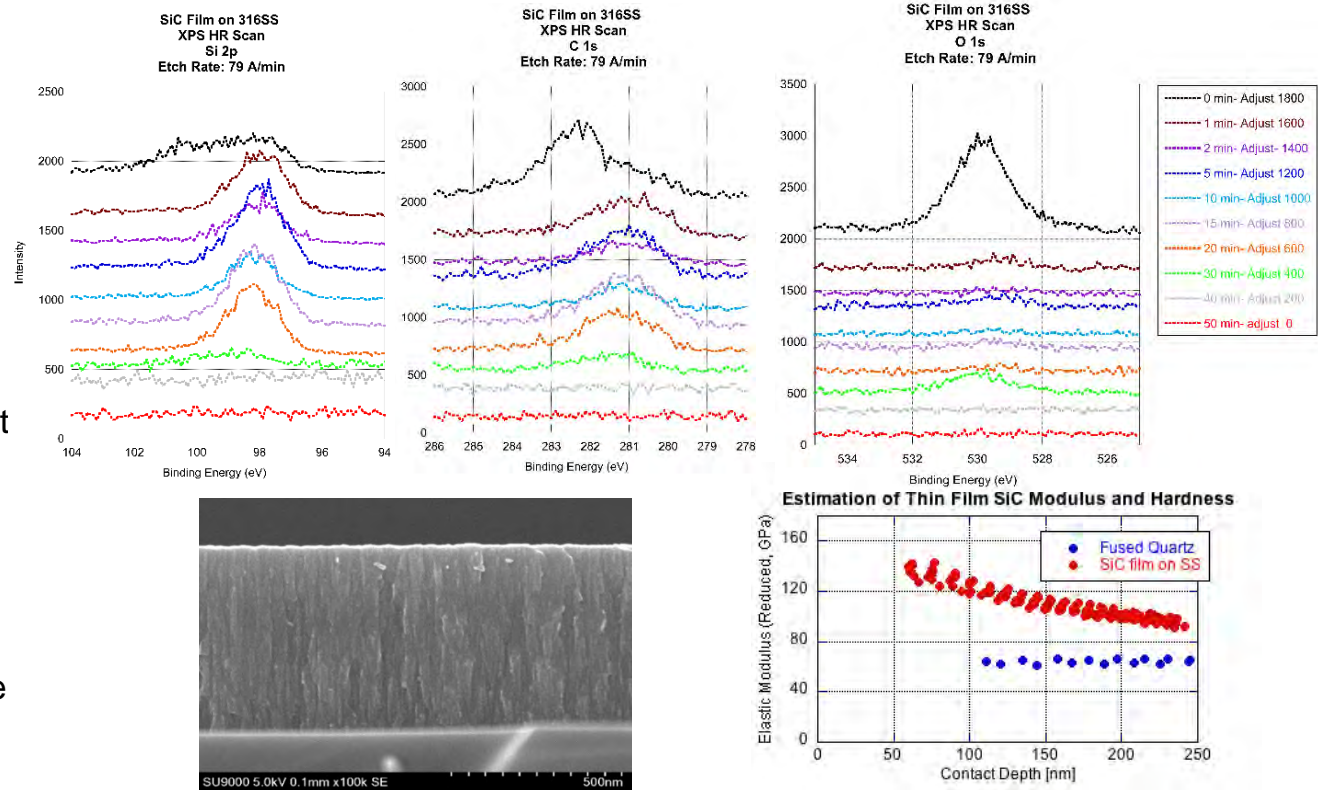 SiC Film on 316SS
XPS HR Scan
Si 2p
Etch Rate: 79 A/min
2500
2000
1500
1000
500
0
Intensity
104
102
100
98
96
94
Binding Energy (eV)
SiC Film on 316SS
XPS HR Scan
C 1s
Etch Rate: 79 A/min
3000
2500
2000
1500
1000
500
0
286
285
284
283
282
281
280
279
278
Binding Energy (eV)
SiC Film on 316SS
XPS HR Scan
O 1s
Etch Rate: 79 A/min
3500
3000
2500
2000
1500
1000
500
0
534
532
530
528
526
Binding Energy (eV)
0 min- Adjust 1800
1 min- Adjust 1600
2 min- Adjust- 1400
5 min- Adjust 1200
10 min- Adjust 1000
15 min- Adjust 800
20 min- Adjust 600
30 min- Adjust 400
40 min- Adjust 200
50 min- adjust 0
t
e
SU9000 5.0kV 0.1mm x100k SE
500nm
Estimation of Thin Film SiC Modulus and Hardness
Elastic Modulus (Reduced, GPa)
160
120
80
40
0
Fused Quartz
SiC film on SS
0
50
100
150
200
250
Contact Depth [nm]